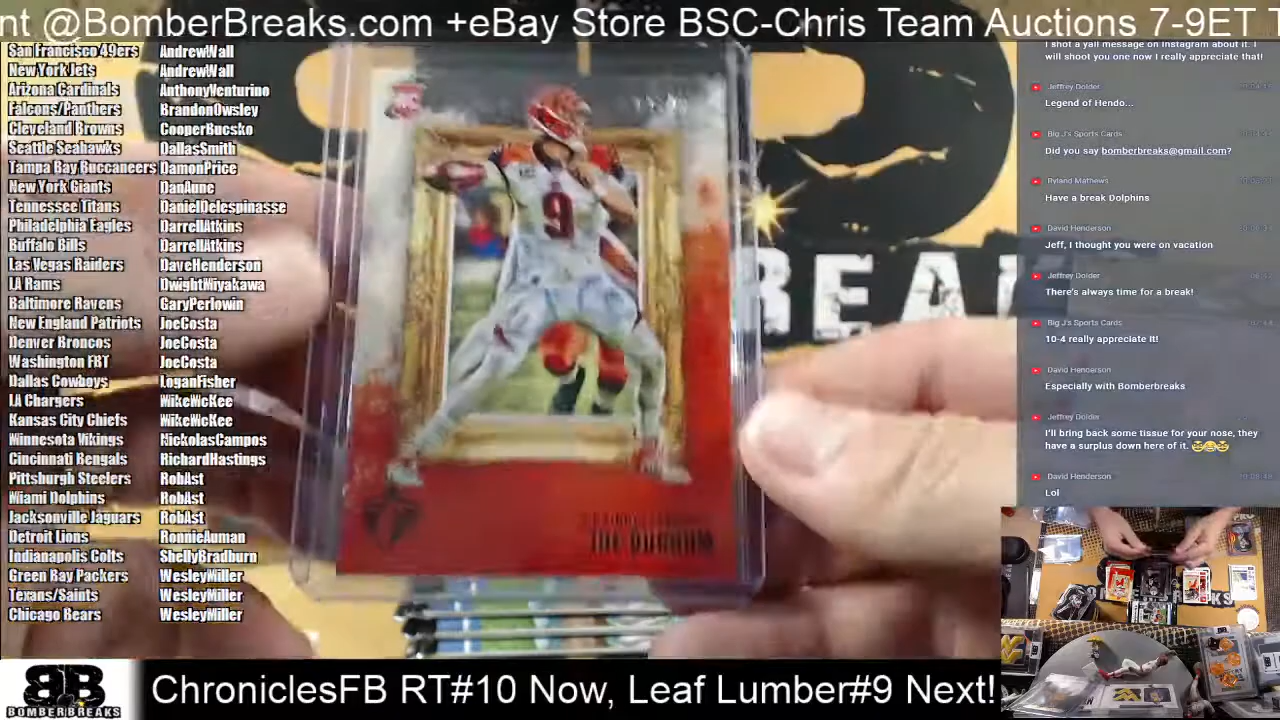 nt @BomberBreaks.com +eBay Store BSC-Chris Team Auctions 7-9ET T
San Francisco 49ers AndrewWall
New York Jets AndrewWall
Arizona Cardinals AnthonyVenturino
Falcons/Panthers BrandonOwsley
Cleveland Browns CooperBucsko
Seattle Seahawks DallasSmith
Tampa Bay Buccaneers DamonPrice
New York Giants DanAune
Tennessee Titans DanielDelespinasse
Philadelphia Eagles DarrellAtkins
Buffalo Bills DarrellAtkins
Las Vegas Raiders DaveHenderson
LA Rams DwightMiyakawa
Baltimore Ravens GaryPerlowin
New England Patriots JoeCosta
Denver Broncos JoeCosta
Washington FBT JoeCosta
Dallas Cowboys LoganFisher
LA Chargers MikeMcKee
Kansas City Chiefs MikeMcKee
Minnesota Vikings NickolasCampos
Cincinnati Bengals RichardHastings
Pittsburgh Steelers RobAst
Miami Dolphins RobAst
Jacksonville Jaguars RobAst
Detroit Lions RonnieAuman
Indianapolis Colts ShellyBradburn
Green Bay Packers WesleyMiller
Texans/Saints WesleyMiller
Chicago Bears WesleyMiller
9
JOE BURROW
BREA
I shot a yall message on Instagram about it. I
will shoot you one now I really appreciate that!
Jeffrey Dolder
Legend of Hendo...
Big J's Sports Cards
Did you say bomberbreaks@gmail.com?
Ryland Mathews
Have a break Dolphins
David Henderson
Jeff, I thought you were on vacation
Jeffrey Dolder
There's always time for a break!
Big J's Sports Cards
10-4 really appreciate it!
David Henderson
Especially with Bomberbreaks
Jeffrey Dolder
I'll bring back some tissue for your nose, they
have a surplus down here of it. 😂😂😂
David Henderson
Lol
BB
BOMBERBREAKS
ChroniclesFB RT#10 Now, Leaf Lumber#9 Next!